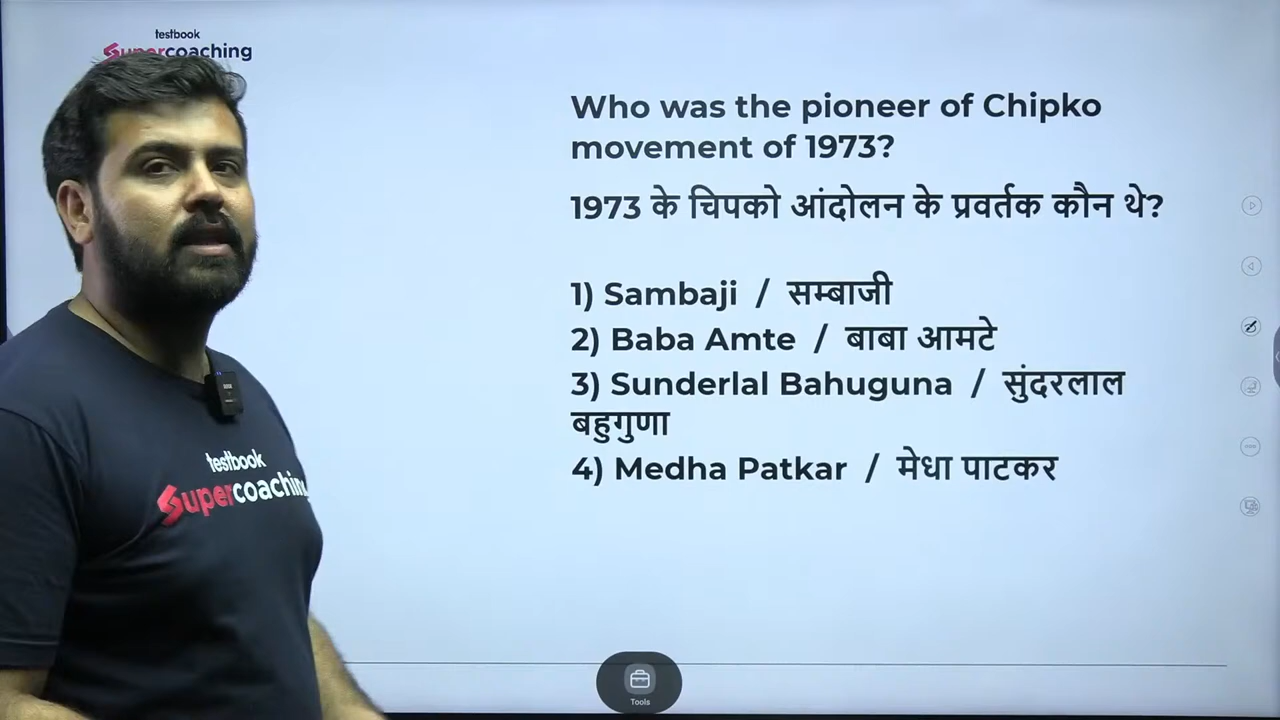 testbook
Supercoaching
Who was the pioneer of Chipko
movement of 1973?
1973 के चिपको आंदोलन के प्रवर्तक कौन थे?
1) Sambaji / सम्बाजी
2) Baba Amte / बाबा आमटे
3) Sunderlal Bahuguna / सुंदरलाल
बहुगुणा
4) Medha Patkar / मेधा पाटकर
testbook
Supercoaching
Tools